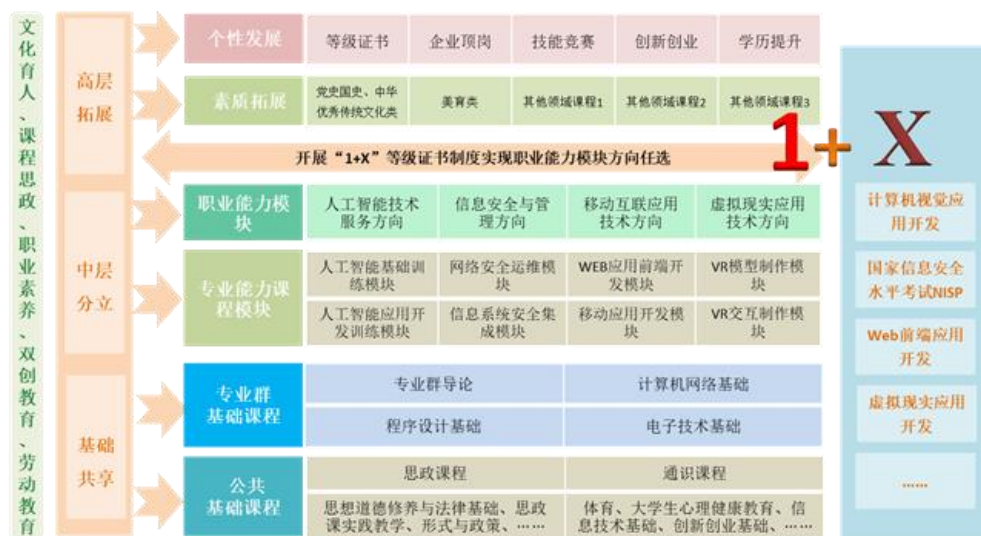 文化育人、课程思政、职业素养、双创教育、劳动教育
高层
拓展
中层
分立
基础
共享
个性发展
等级证书
企业顶岗
技能竞赛
创新创业
学历提升
素质拓展
党史国史、中华
优秀传统文化类
美育类
其他领域课程1
其他领域课程2
其他领域课程3
开展“1+X”等级证书制度实现职业能力模块方向任选
1+X
职业能力模
块
人工智能技术
服务方向
信息安全与管
理方向
移动互联应用
技术方向
虚拟现实应用
技术方向
专业能力课
程模块
人工智能基础训
练模块
网络安全运维模
块
WEB应用前端开
发模块
VR模型制作模
块
人工智能应用开
发训练模块
信息系统安全集
成模块
移动应用开发模
块
VR交互制作模
块
专业群
基础课程
专业群导论
计算机网络基础
程序设计基础
电子技术基础
公共
基础课程
思政课程
通识课程
思想道德修养与法律基础、思政
课实践教学、形式与政策、……
体育、大学生心理健康教育、信
息技术基础、创新创业基础、……
计算机视觉应
用开发
国家信息安全
水平考试NISP
Web前端应用
开发
虚拟现实应用
开发
……